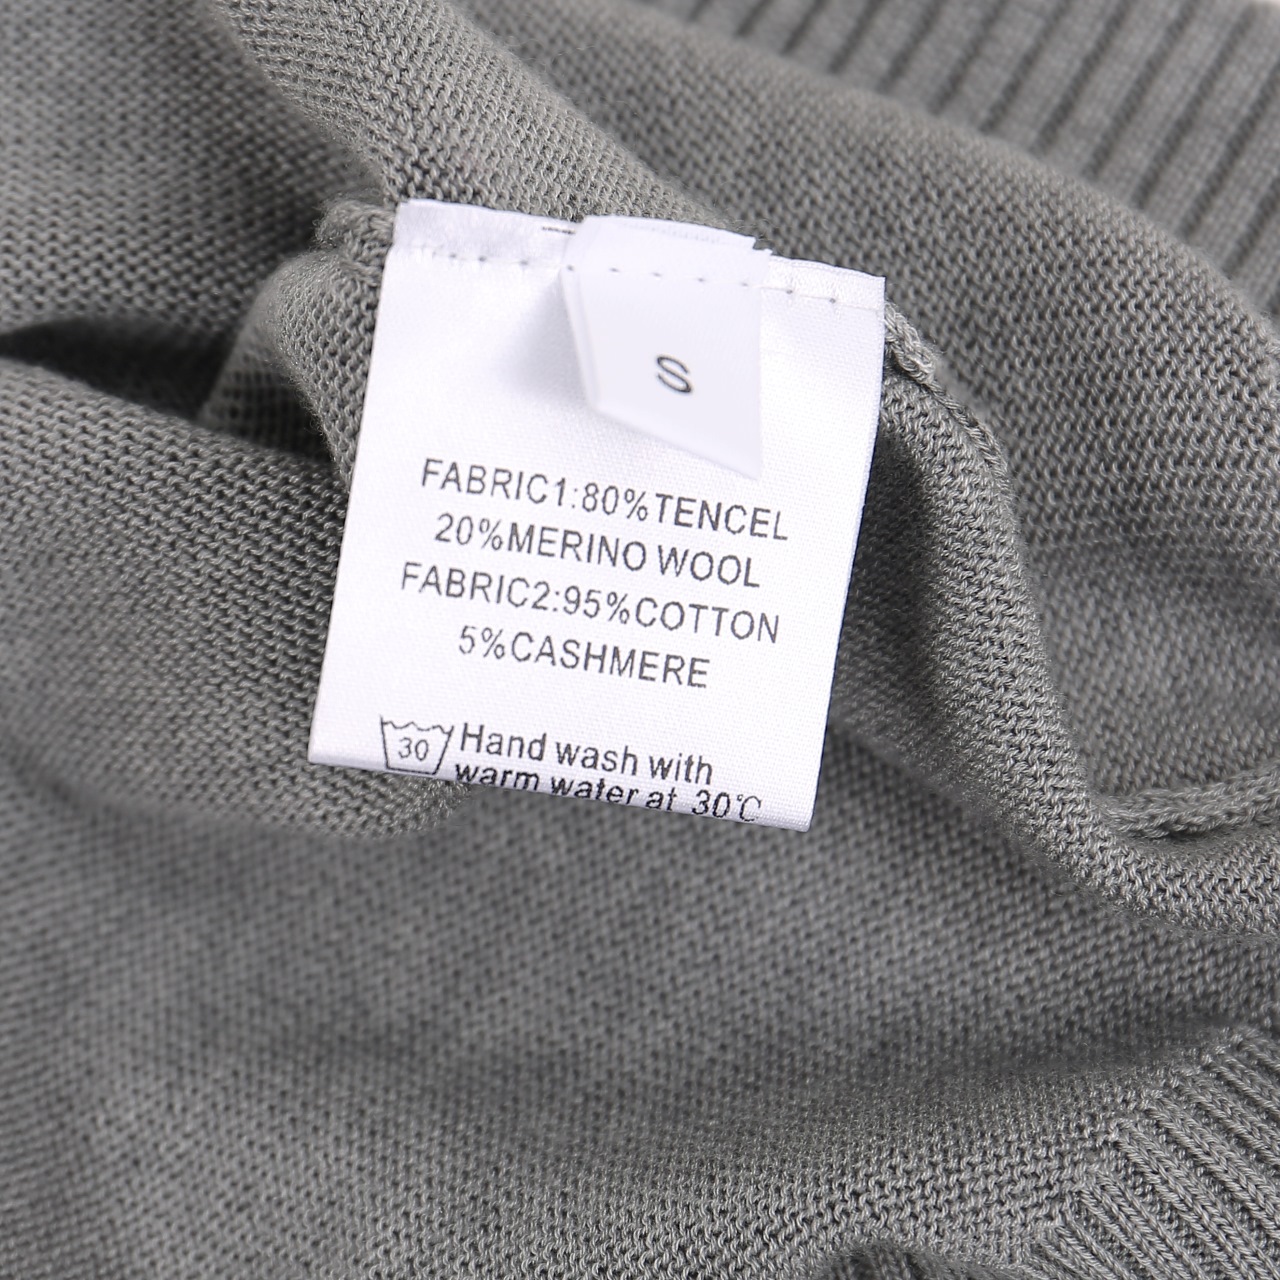 S
FABRIC1:80%TENCEL
20%MERINO WOOL
FABRIC2:95%COTTON
5%CASHMERE
30 Hand wash with
warm water at 30℃